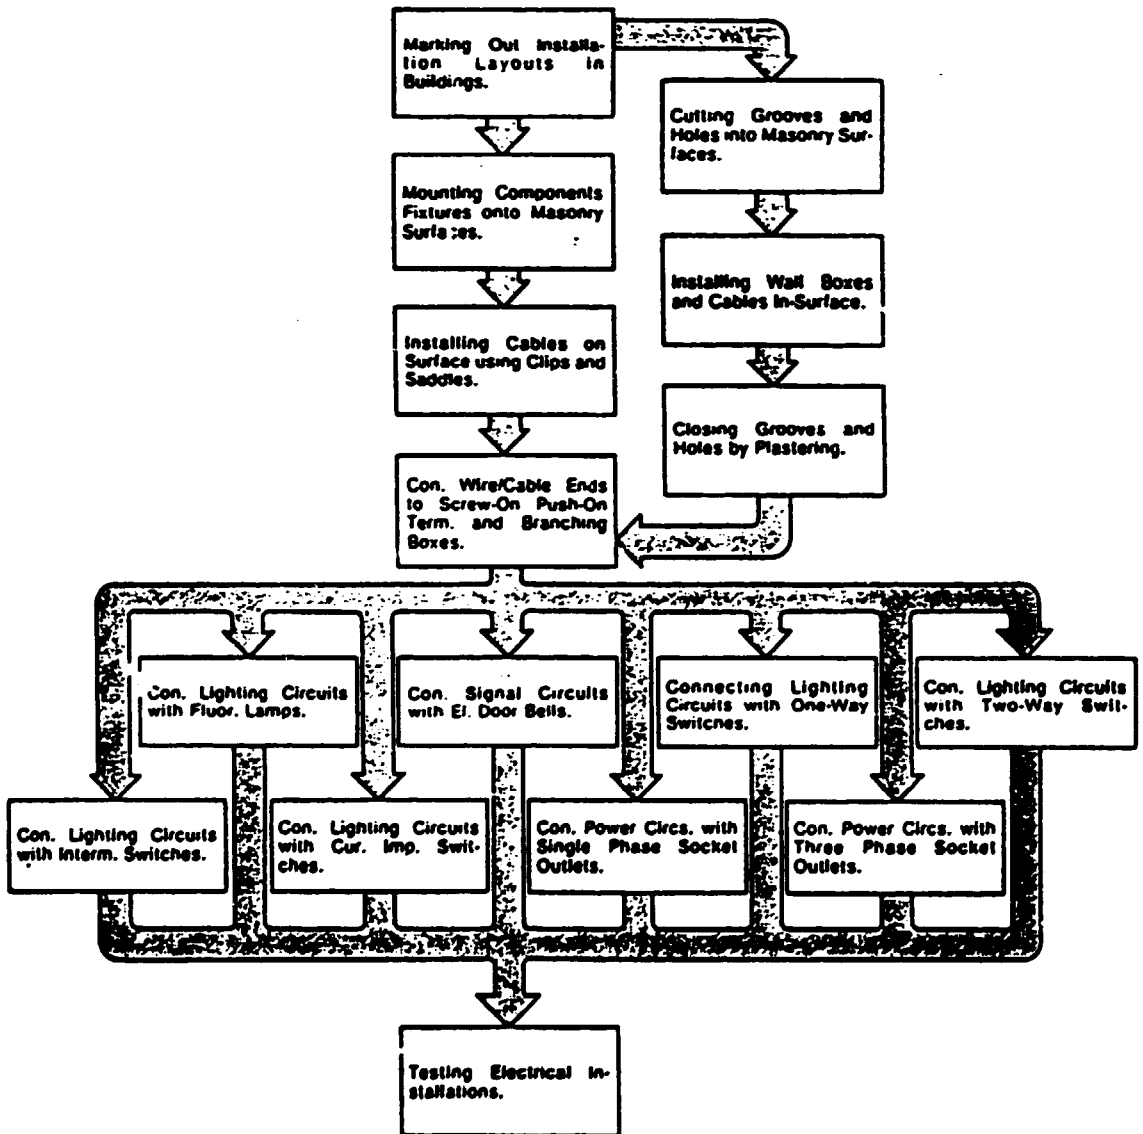 Marking Out Installa-
tion Layouts in
Buildings.
Cutting Grooves and
Holes into Masonry Sur-
faces.
Mounting Components
Fixtures onto Masonry
Surfaces.
Installing Wall Boxes
and Cables In-Surface.
Installing Cables on
Surface using Clips and
Saddles.
Closing Grooves and
Holes by Plastering.
Con. Wire/Cable Ends
to Screw-On Push-On
Term. and Branching
Boxes.
Con. Lighting Circuits
with Fluor. Lamps.
Con. Signal Circuits
with El. Door Bells.
Connecting Lighting
Circuits with One-Way
Switches.
Con. Lighting Circuits
with Two-Way Swit-
ches.
Con. Lighting Circuits
with Interm. Switches.
Con. Lighting Circuits
with Cur. Imp. Swit-
ches.
Con. Power Circs. with
Single Phase Socket
Outlets.
Con. Power Circs. with
Three Phase Socket
Outlets.
Testing Electrical In-
stallations.